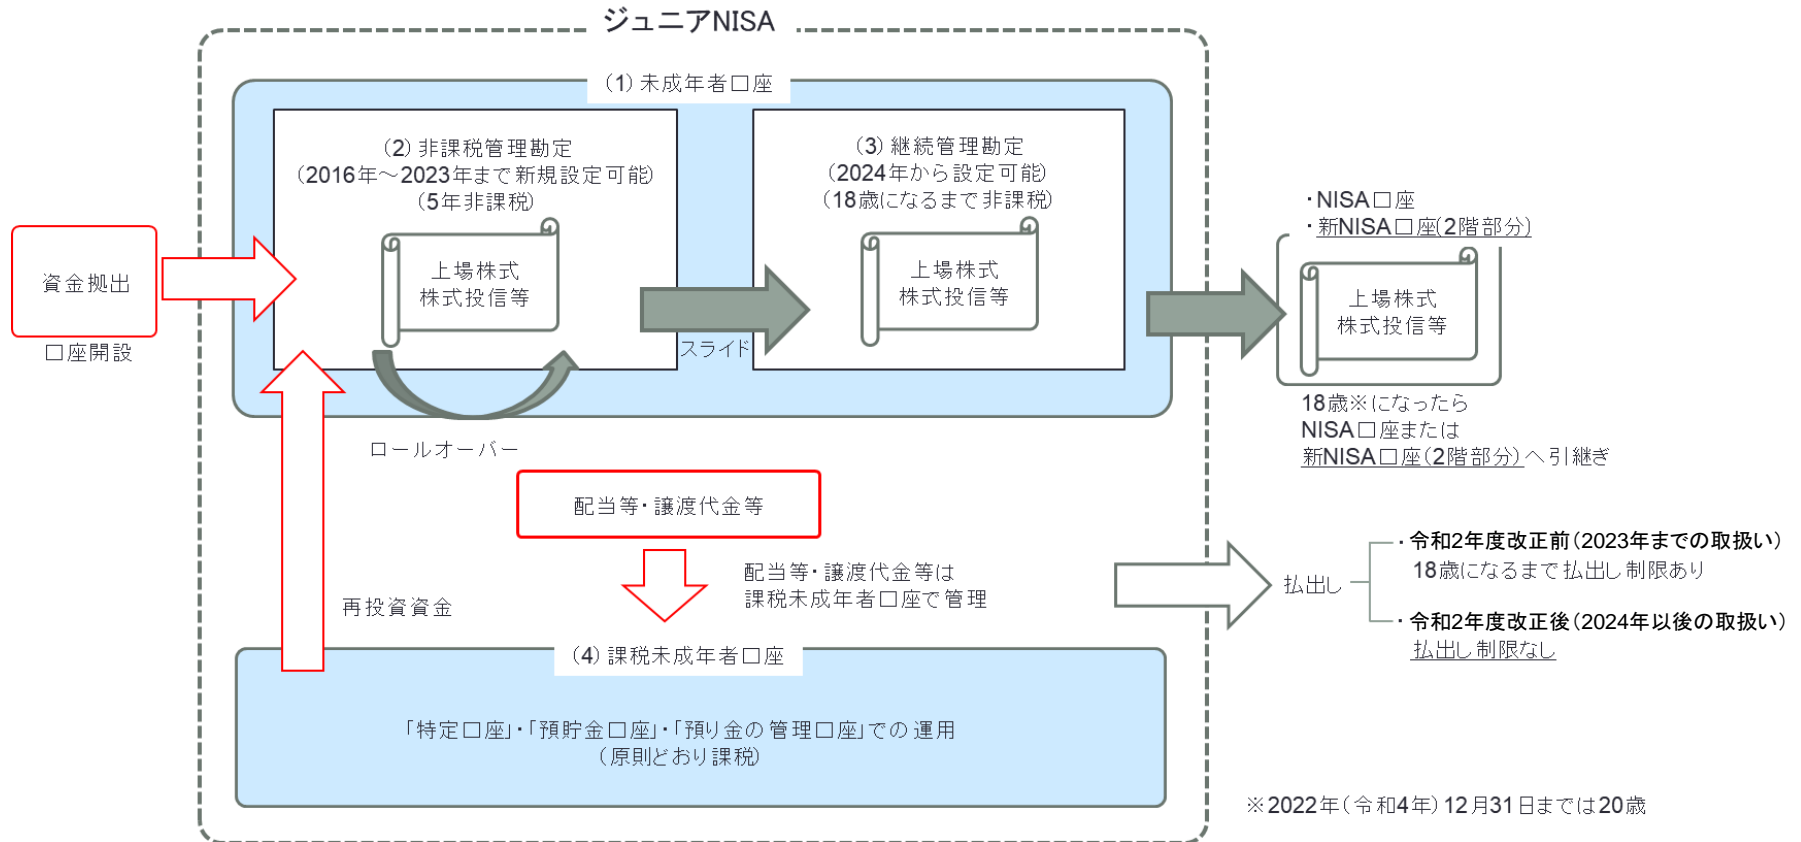 ジュニアNISA
(1)未成年者口座
(2)非課税管理勘定
(2016年～2023年まで新規設定可能)
(5年非課税)
上場株式
株式投信等
(3)継続管理勘定
(2024年から設定可能)
(18歳になるまで非課税)
上場株式
株式投信等
資金拠出
口座開設
スライド
ロールオーバー
・NISA口座
・新NISA口座(2階部分)
上場株式
株式投信等
18歳※になったら
NISA口座または
新NISA口座(2階部分)へ引継ぎ
配当等・譲渡代金等
配当等・譲渡代金等は
課税未成年者口座で管理
再投資資金
払出し
・令和2年度改正前(2023年までの取扱い)
18歳になるまで払出し制限あり
・令和2年度改正後(2024年以後の取扱い)
払出し制限なし
(4)課税未成年者口座
「特定口座」・「預貯金口座」・「預り金の管理口座」での運用
(原則どおり課税)
※2022年(令和4年)12月31日までは20歳